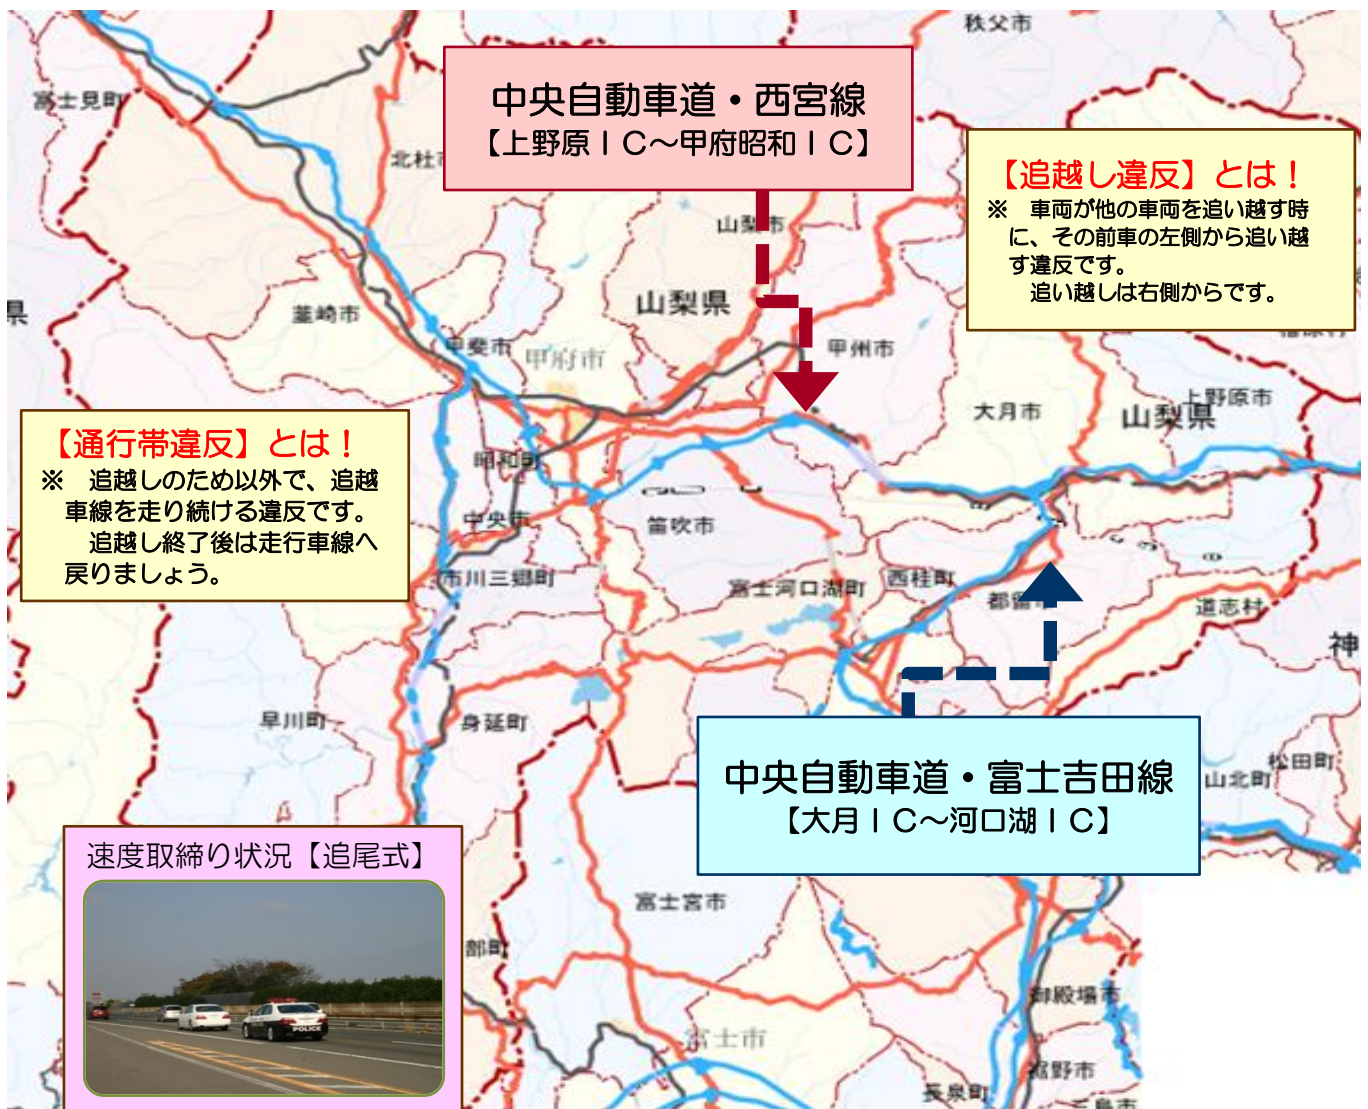 秩父市
中央自動車道・西宮線
【上野原ＩＣ～甲府昭和ＩＣ】
富士見町
北杜市
【追越し違反】とは！
※　車両が他の車両を追い越す時
に、その前車の左側から追い越
す違反です。
追い越しは右側からです。
山梨市
山梨県
県
韮崎市
甲斐市
甲府市
甲州市
大月市
上野原市
山梨県
【通行帯違反】とは！
※　追越しのため以外で、追越
車線を走り続ける違反です。
追越し終了後は走行車線へ
戻りましょう。
昭和町
中央市
笛吹市
市川三郷町
富士河口湖町
西桂町
都留
道志村
神
早川町
身延町
中央自動車道・富士吉田線
【大月ＩＣ～河口湖ＩＣ】
松田町
山北町
速度取締り状況【追尾式】
POLICE
富士宮市
部町
御殿場市
富士市
裾野市
長泉町
三島市